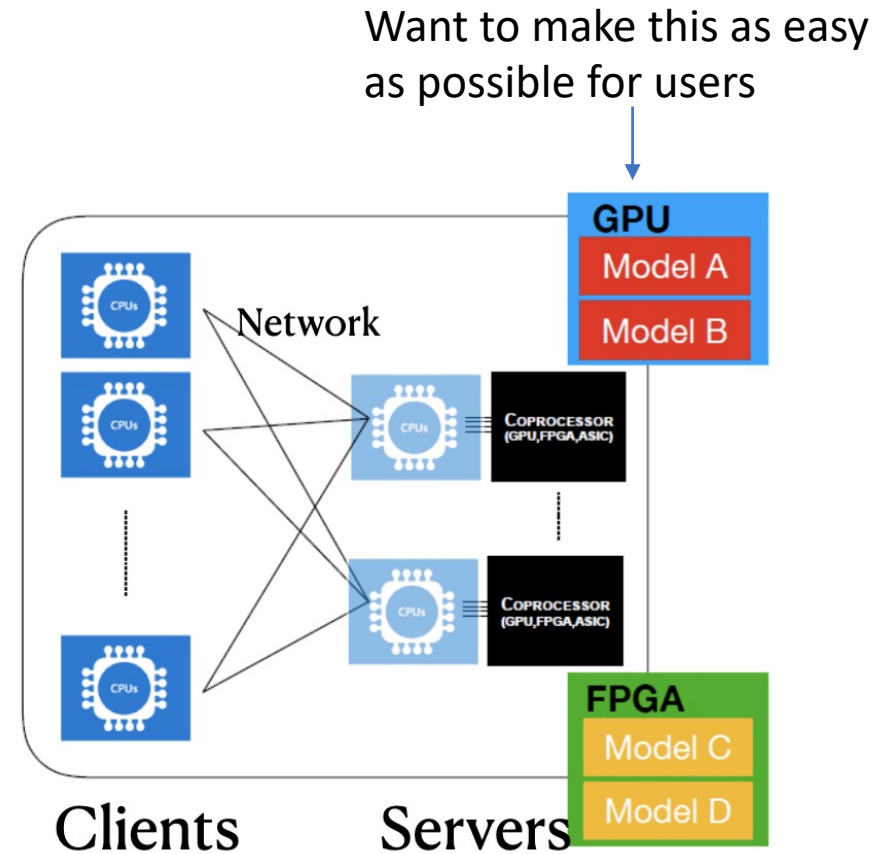 Want to make this as easy
as possible for users
GPU
Model A
Model B
CPUs
Network
CPUs
CPUs
COPROCESSOR
(GPU,FPGA,ASIC)
CPUs
COPROCESSOR
(GPU,FPGA,ASIC)
CPUs
FPGA
Model C
Model D
Clients
Servers